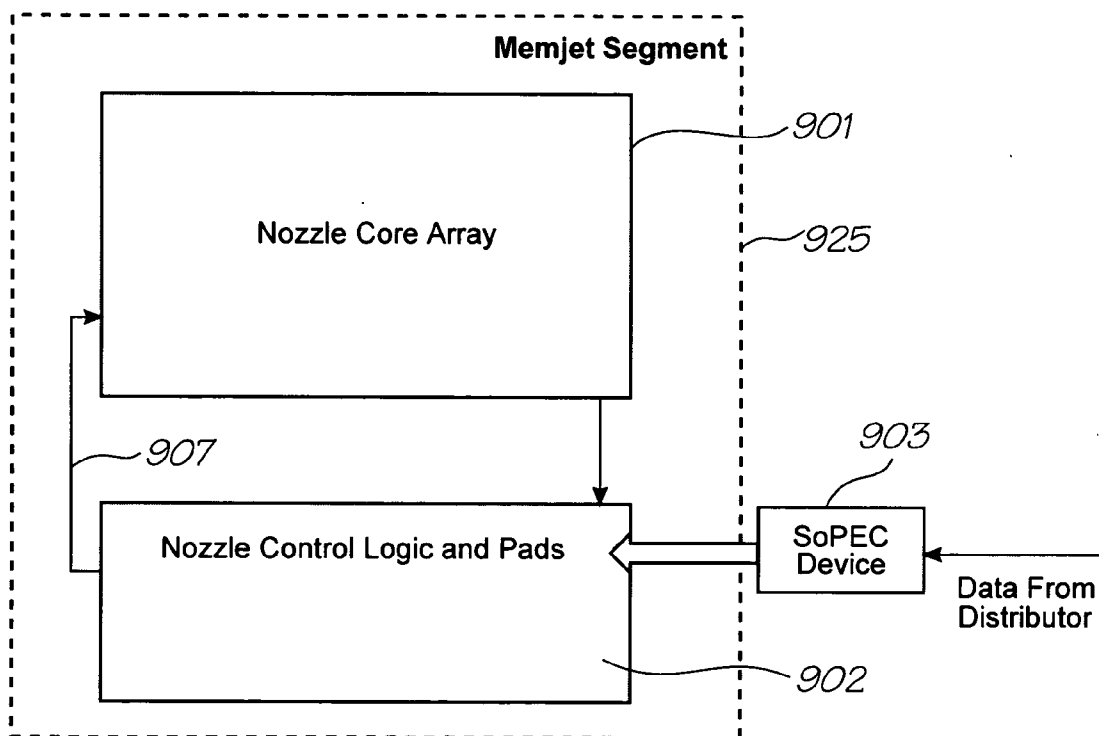 Memjet Segment
901
Nozzle Core Array
925
907
903
Nozzle Control Logic and Pads
SoPEC
Device
Data From
Distributor
902